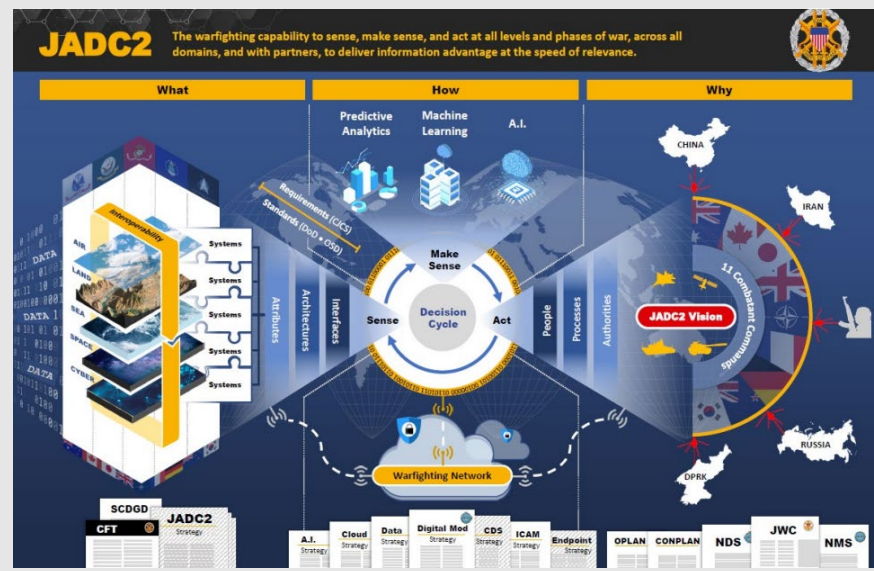 JADC2
The warfighting capability to sense, make sense, and act at all levels and phases of war, across all
domains, and with partners, to deliver information advantage at the speed of relevance.
What
How
Why
Predictive
Analytics
Machine
Learning
A.I.
Requirements (CJCS)
Standards (DoD • OSD)
Interoperability
AIR
LAND
SEA
SPACE
CYBER
DATA
DATA
DATA
Systems
Systems
Systems
Systems
Systems
Attributes
Architectures
Interfaces
Sense
Make
Sense
Act
Decision
Cycle
People
Processes
Authorities
JADC2 Vision
11 Combatant Commands
CHINA
IRAN
RUSSIA
DPRK
Warfighting Network
SCDGD
CFT
JADC2
Strategy
A.I.
Strategy
Cloud
Strategy
Data
Strategy
Digital Mod
Strategy
CDS
Strategy
ICAM
Strategy
Endpoint
Strategy
OPLAN
CONPLAN
NDS
JWC
NMS